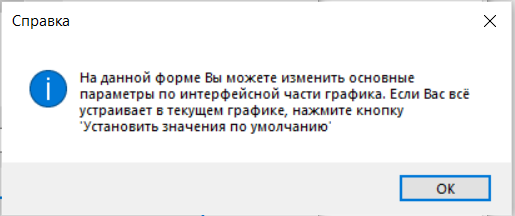 Справка
На данной форме Вы можете изменить основные
параметры по интерфейсной части графика. Если Вас всё
устраивает в текущем графике, нажмите кнопку
'Установить значения по умолчанию'
OK